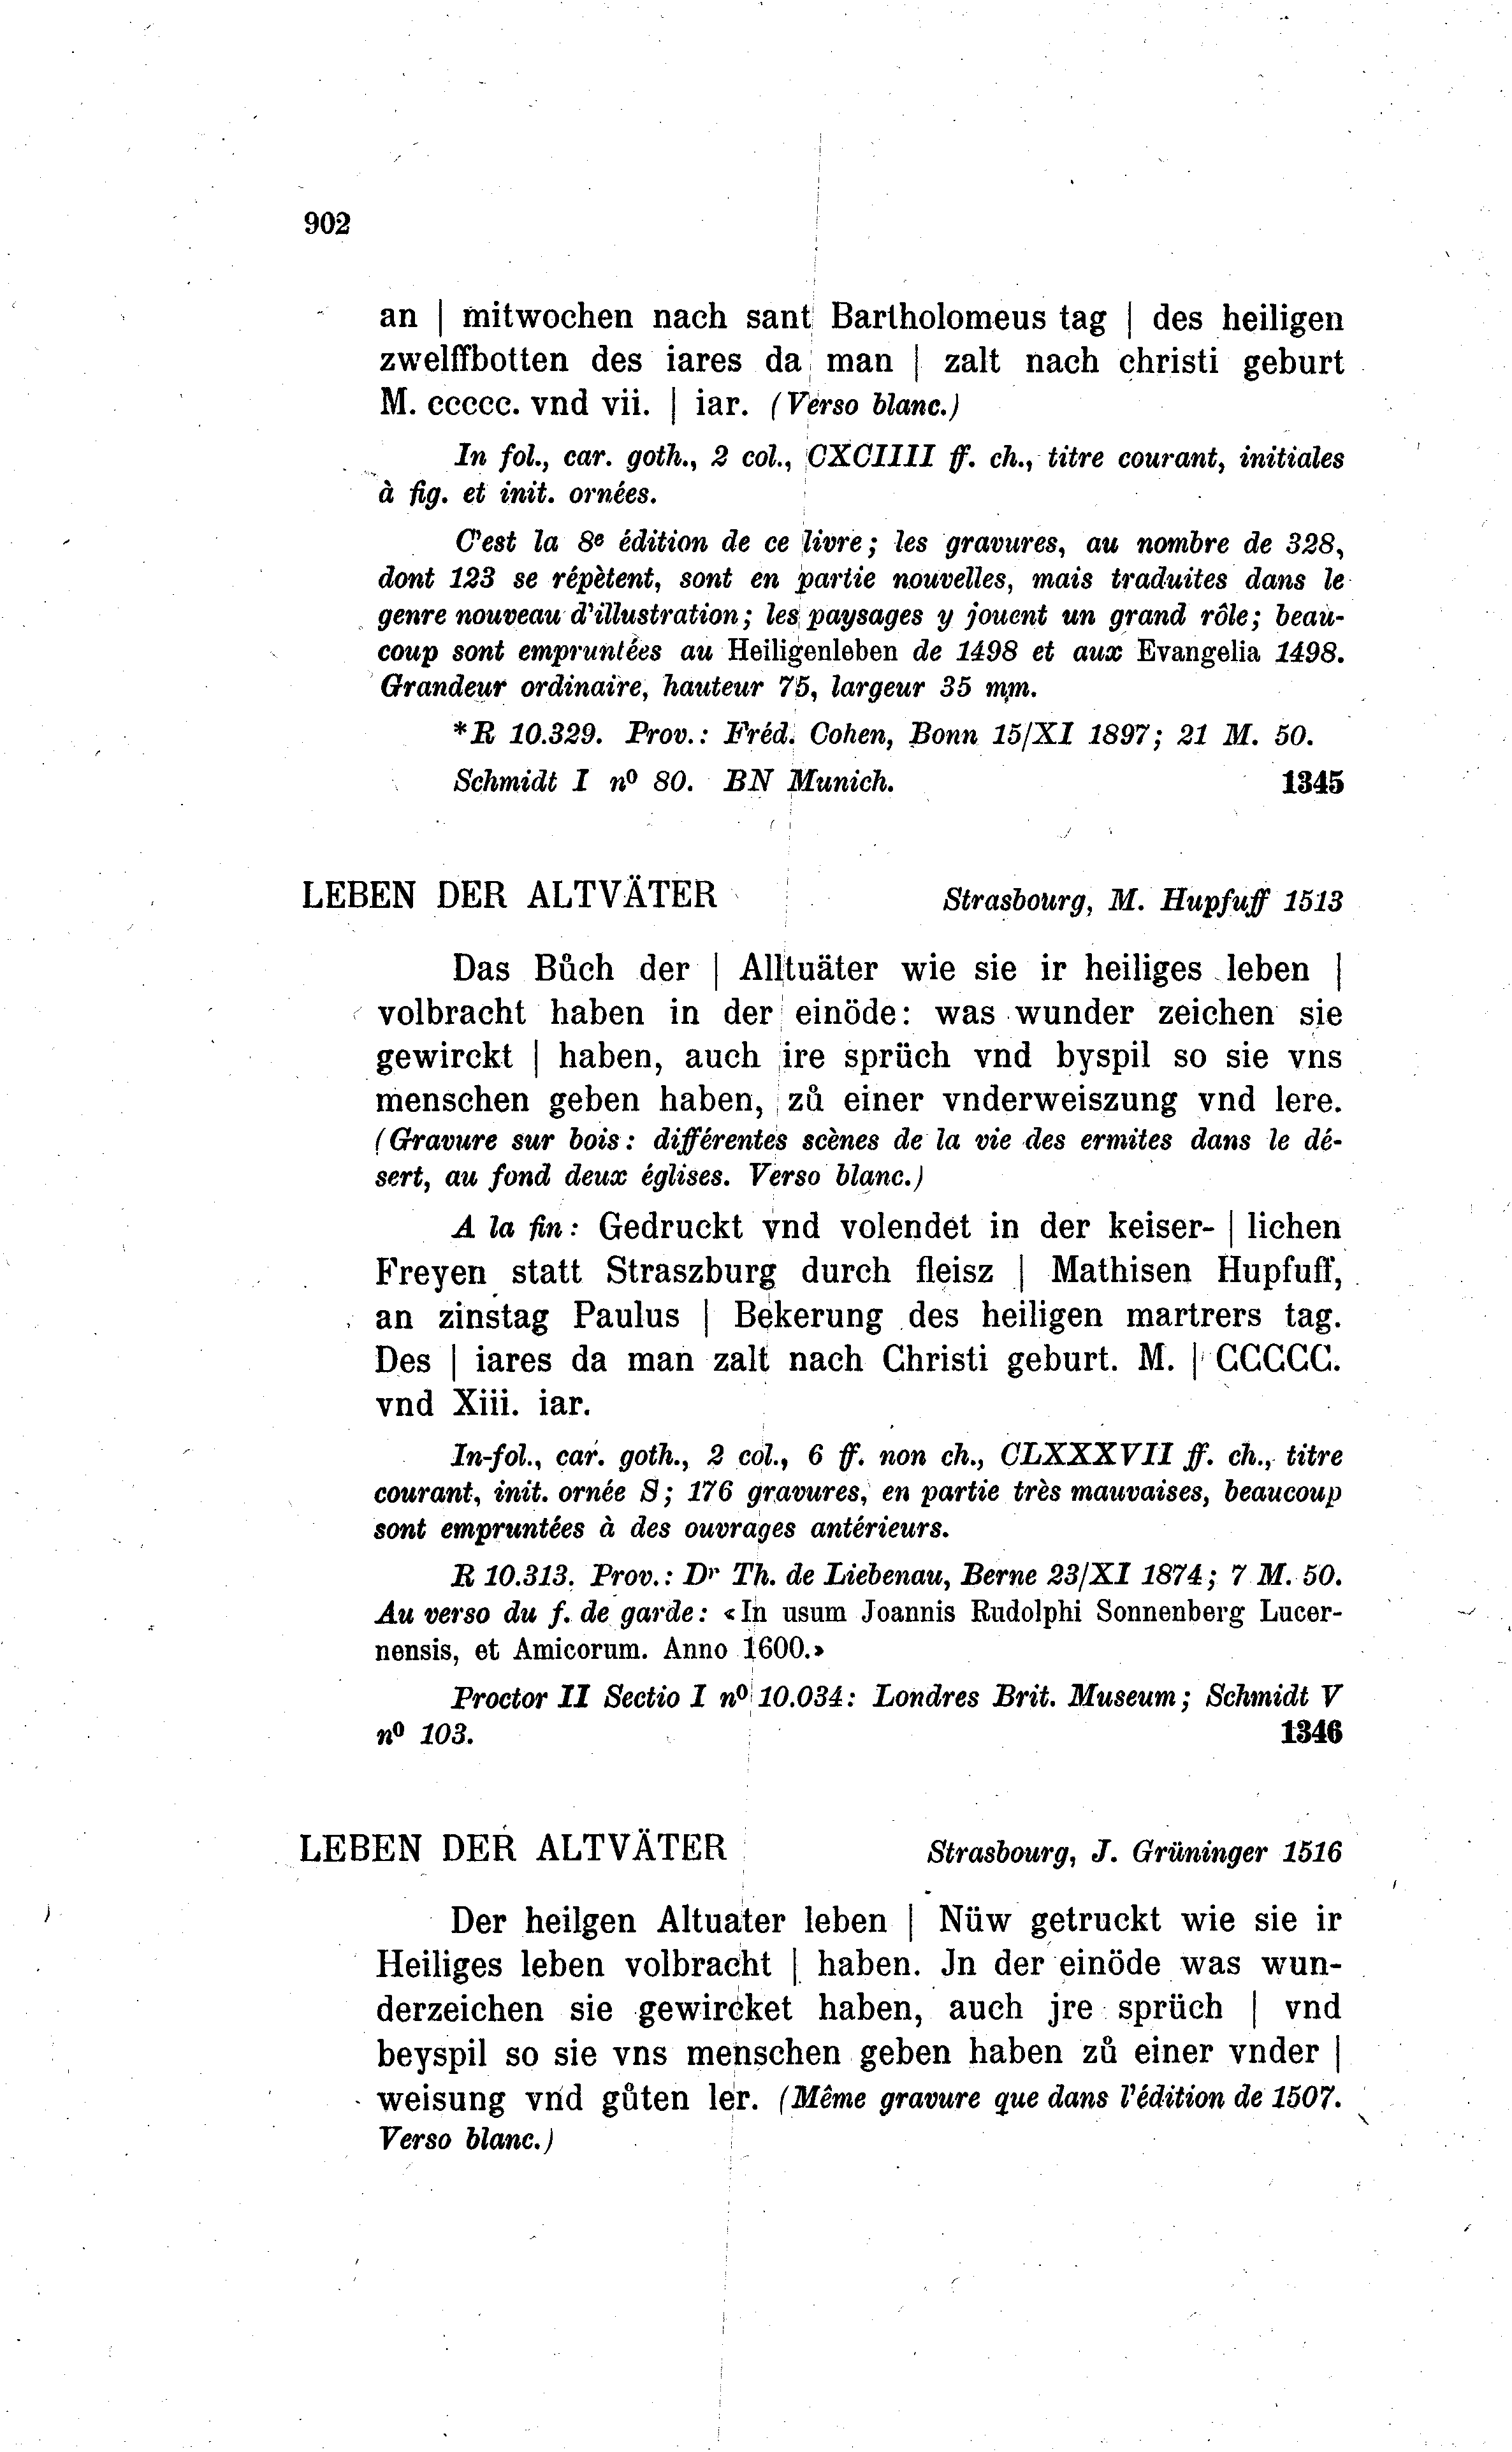 902
an | mitwochen nach sant Bartholomeus tag | des heiligen
zwelffbotten des iares da man | zalt nach christi geburt
M. ccccc. vnd vii. | iar. (Verso blanc.)
In fol., car. goth., 2 col., CXCIIII ff. ch., titre courant, initiales
à fig. et init. ornées.
C'est la 8e édition de ce livre; les gravures, au nombre de 328,
dont 123 se répètent, sont en partie nouvelles, mais traduites dans le
genre nouveau d'illustration; les paysages y jouent un grand rôle; beau-
coup sont empruntées au Heiligenleben de 1498 et aux Evangelia 1498.
Grandeur ordinaire, hauteur 75, largeur 35 mm.
*R 10.329. Prov.: Fréd. Cohen, Bonn 15/XI 1897; 21 M. 50.
Schmidt I nº 80. BN Munich. 1345
LEBEN DER ALTVÄTER Strasbourg, M. Hupfuff 1513
Das Bůch der | Alltuäter wie sie ir heiliges leben |
volbracht haben in der einöde: was wunder zeichen sie
gewirckt | haben, auch ire sprüch vnd byspil so sie vns
menschen geben haben, zů einer vnderweiszung vnd lere.
(Gravure sur bois: différentes scènes de la vie des ermites dans le dé-
sert, au fond deux églises. Verso blanc.)
A la fin: Gedruckt vnd volendet in der keiser- | lichen
Freyen statt Straszburg durch fleisz | Mathisen Hupfuff,
an zinstag Paulus | Bekerung des heiligen martrers tag.
Des | iares da man zalt nach Christi geburt. M. | CCCCC.
vnd Xiii. iar.
In-fol., car. goth., 2 col., 6 ff. non ch., CLXXXVII ff. ch., titre
courant, init. ornée S; 176 gravures, en partie très mauvaises, beaucoup
sont empruntées à des ouvrages antérieurs.
R 10.313. Prov.: Dr Th. de Liebenau, Berne 23/XI 1874; 7 M. 50.
Au verso du f. de garde: «In usum Joannis Rudolphi Sonnenberg Lucer-
nensis, et Amicorum. Anno 1600.»
Proctor II Sectio I nº 10.034: Londres Brit. Museum; Schmidt V
nº 103. 1346
LEBEN DER ALTVÄTER Strasbourg, J. Grüninger 1516
Der heilgen Altuater leben | Nüw getruckt wie sie ir
Heiliges leben volbracht | haben. Jn der einöde was wun-
derzeichen sie gewircket haben, auch jre sprüch | vnd
beyspil so sie vns menschen geben haben zů einer vnder |
weisung vnd gůten ler. (Même gravure que dans l'édition de 1507.
Verso blanc.)